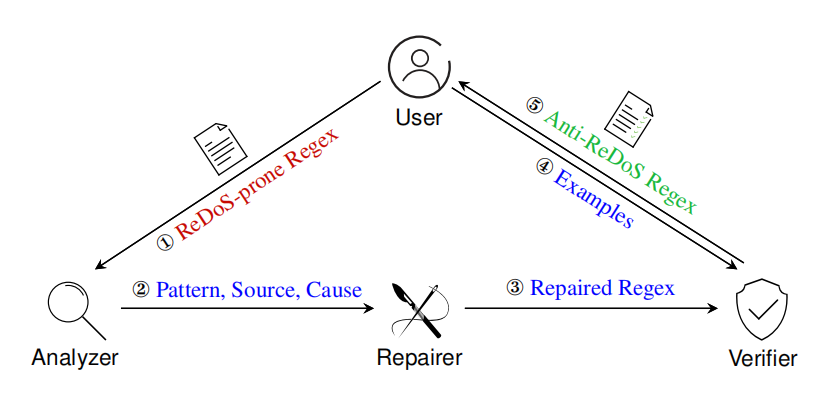 User
① ReDoS-prone Regex
⑤ Anti-ReDoS Regex
④ Examples
② Pattern, Source, Cause
③ Repaired Regex
Analyzer
Repairer
Verifier